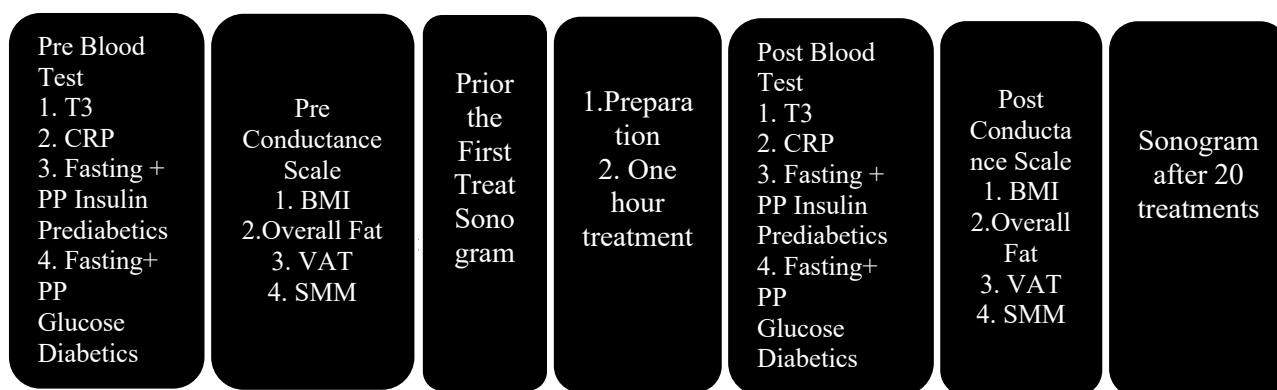 Pre Blood
Test
1. T3
2. CRP
3. Fasting +
PP Insulin
Prediabetics
4. Fasting+
PP
Glucose
Diabetics
Pre
Conductance
Scale
1. BMI
2.Overall Fat
3. VAT
4. SMM
Prior
the
First
Treat
Sono
gram
1.Prepara
tion
2. One
hour
treatment
Post Blood
Test
1. T3
2. CRP
3. Fasting +
PP Insulin
Prediabetics
4. Fasting+
PP
Glucose
Diabetics
Post
Conducta
nce Scale
1. BMI
2.Overall
Fat
3. VAT
4. SMM
Sonogram
after 20
treatments